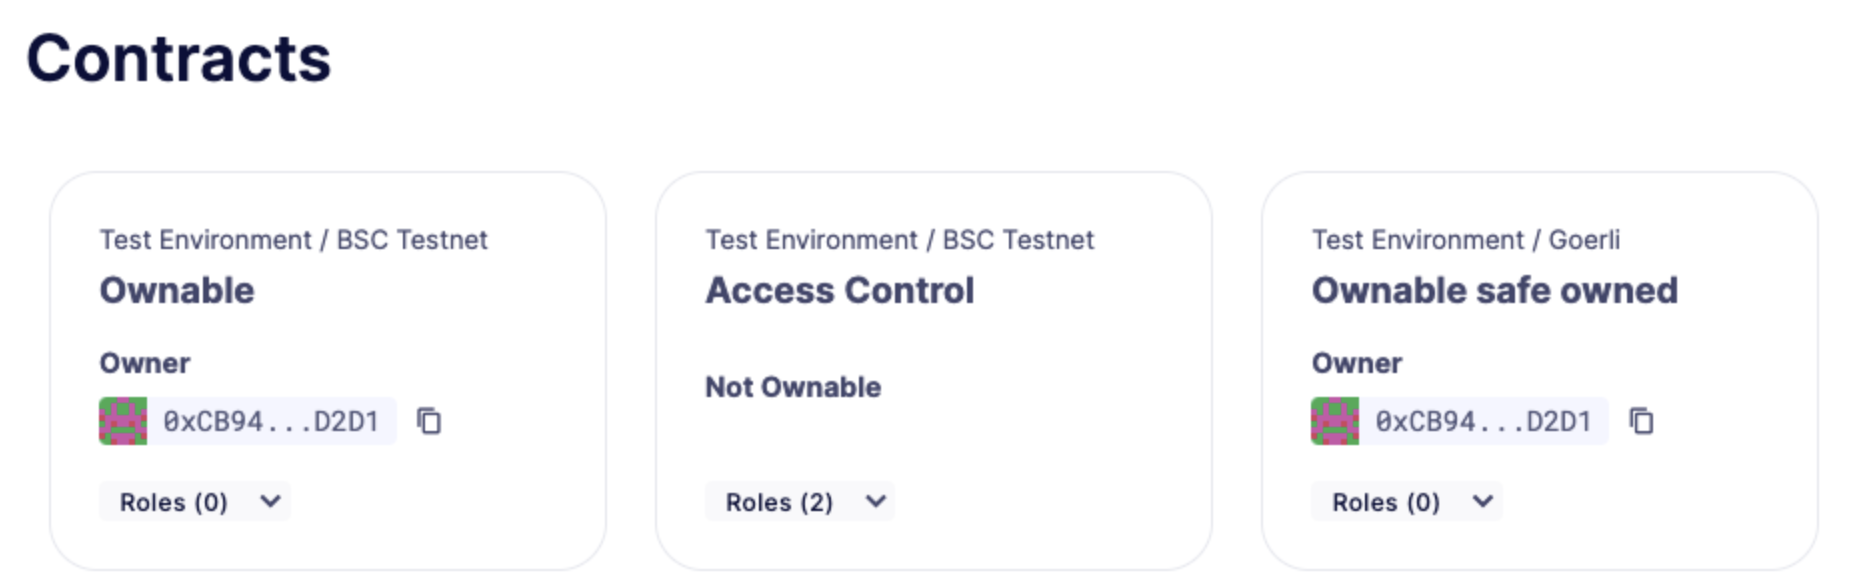 Contracts
Test Environment / BSC Testnet
Ownable
Owner
0xCB94...D2D1
Roles (0)
Test Environment / BSC Testnet
Access Control
Not Ownable
Roles (2)
Test Environment / Goerli
Ownable safe owned
Owner
0xCB94...D2D1
Roles (0)